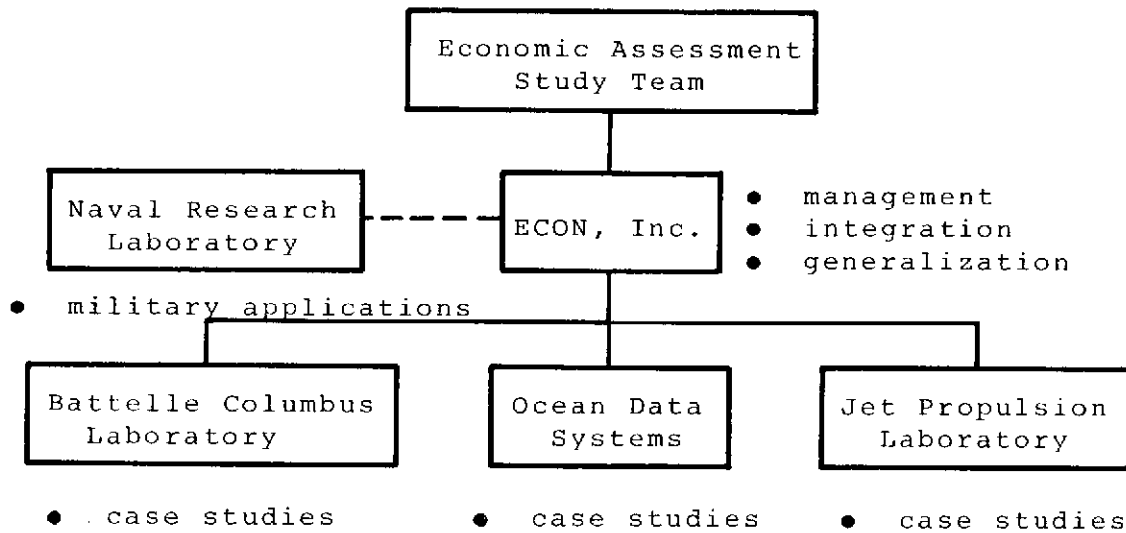 Economic Assessment
Study Team
Naval Research
Laboratory
ECON, Inc.
● management
● integration
● generalization
● military applications
Battelle Columbus
Laboratory
Ocean Data
Systems
Jet Propulsion
Laboratory
● case studies
● case studies
● case studies